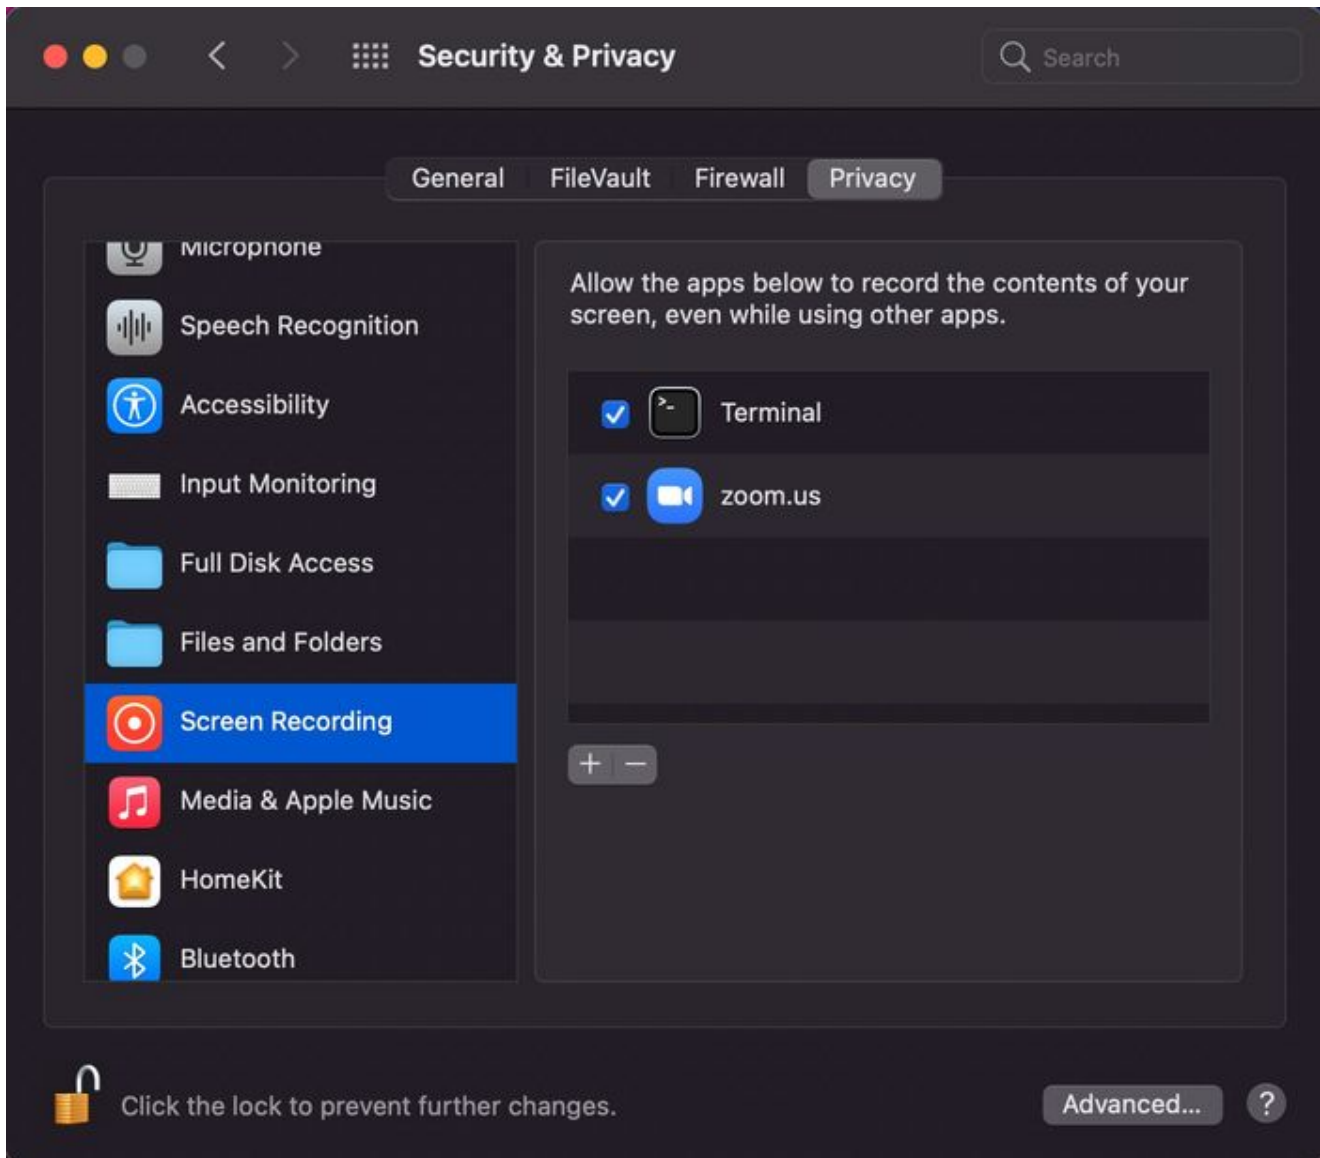 Security & Privacy
Search
General
FileVault
Firewall
Privacy
Microphone
Speech Recognition
Accessibility
Input Monitoring
Full Disk Access
Files and Folders
Screen Recording
Media & Apple Music
HomeKit
Bluetooth
Allow the apps below to record the contents of your
screen, even while using other apps.
Terminal
zoom.us
Click the lock to prevent further changes.
Advanced...
?